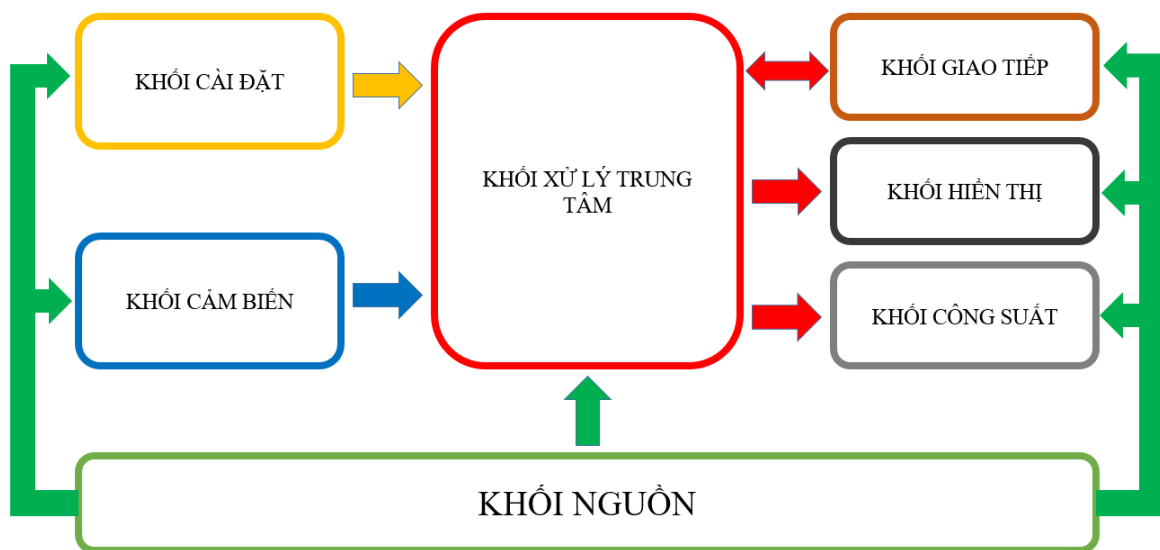 KHỐI CÀI ĐẶT
KHỐI GIAO TIẾP
KHỐI XỬ LÝ TRUNG
TÂM
KHỐI HIỂN THỊ
KHỐI CẢM BIẾN
KHỐI CÔNG SUẤT
KHỐI NGUỒN